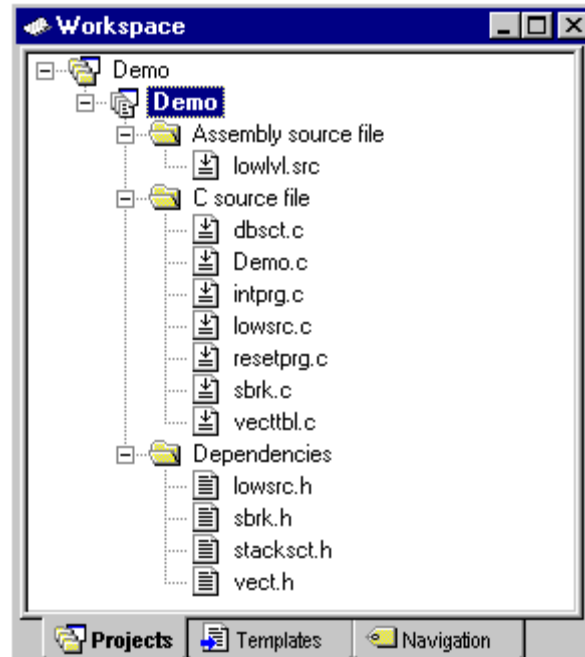 Workspace
Demo
Demo
Assembly source file
lowlvl.src
C source file
dbsct.c
Demo.c
intprg.c
lowsrc.c
resetprg.c
sbrk.c
vecttbl.c
Dependencies
lowsrc.h
sbrk.h
stacksct.h
vect.h
Projects Templates Navigation